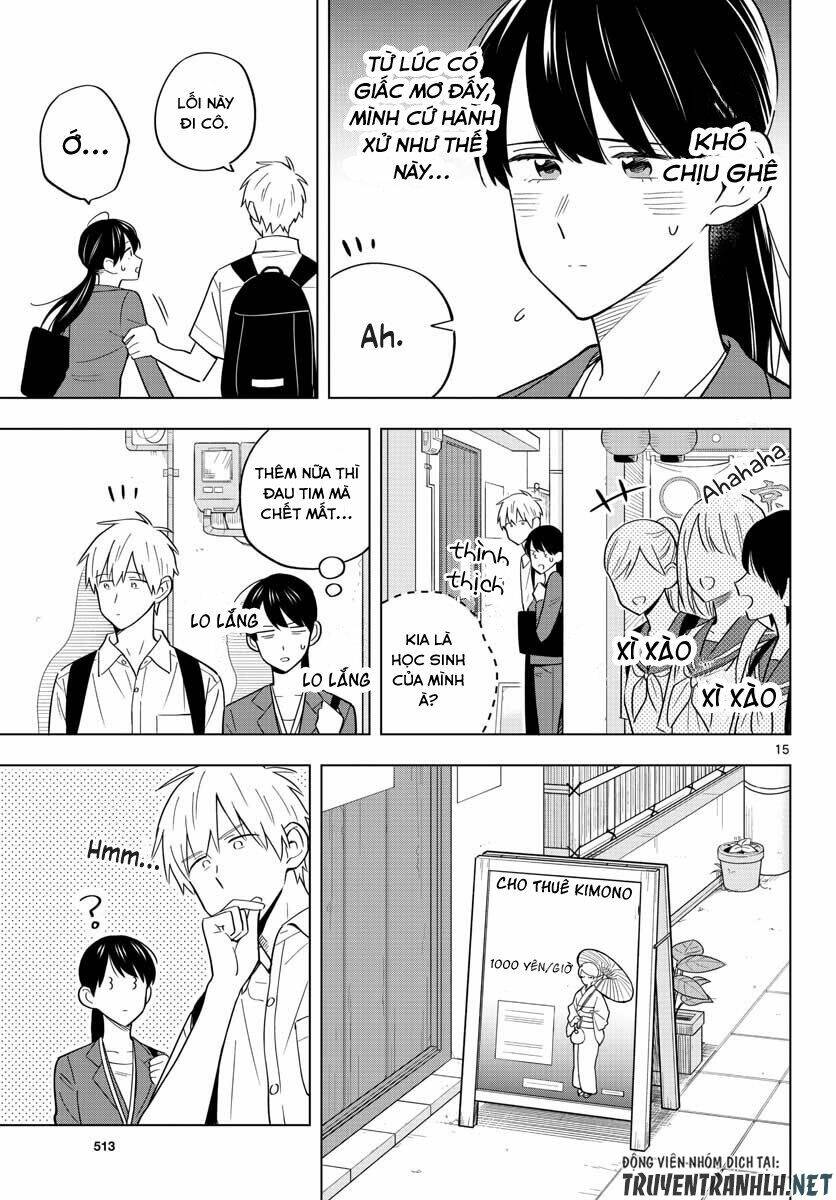 TỪ LÚC CÓ
GIẤC MƠ ĐẤY,
MÌNH CỨ HÀNH
XỬ NHƯ THẾ
NÀY...
KHÓ
CHỊU GHÊ
Ah.
LỐI NÀY
ĐI CÔ.
Ớ...
Ahahaha
XÌ XÀO
XÌ XÀO
thình
thịch
KIA LÀ
HỌC SINH
CỦA MÌNH
À?
THÊM NỮA THÌ
ĐAU TIM MÀ
CHẾT MẤT...
LO LẮNG
LO LẮNG
15
CHO THUÊ KIMONO
1000 YÊN/GIỜ
Hmm...
?
513
ĐỘNG VIÊN NHÓM DỊCH TẠI:
TRUYENTRANHLH.NET